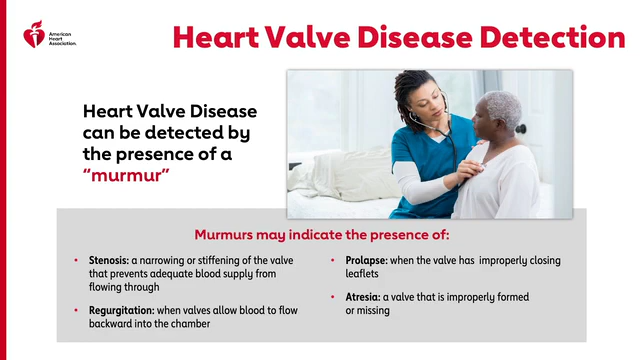 American
Heart
Association.
Heart Valve Disease Detection
Heart Valve Disease
can be detected by
the presence of a
“murmur”
Murmurs may indicate the presence of:
• Stenosis: a narrowing or stiffening of the valve
that prevents adequate blood supply from
flowing through
• Regurgitation: when valves allow blood to flow
backward into the chamber
• Prolapse: when the valve has improperly closing
leaflets
• Atresia: a valve that is improperly formed
or missing